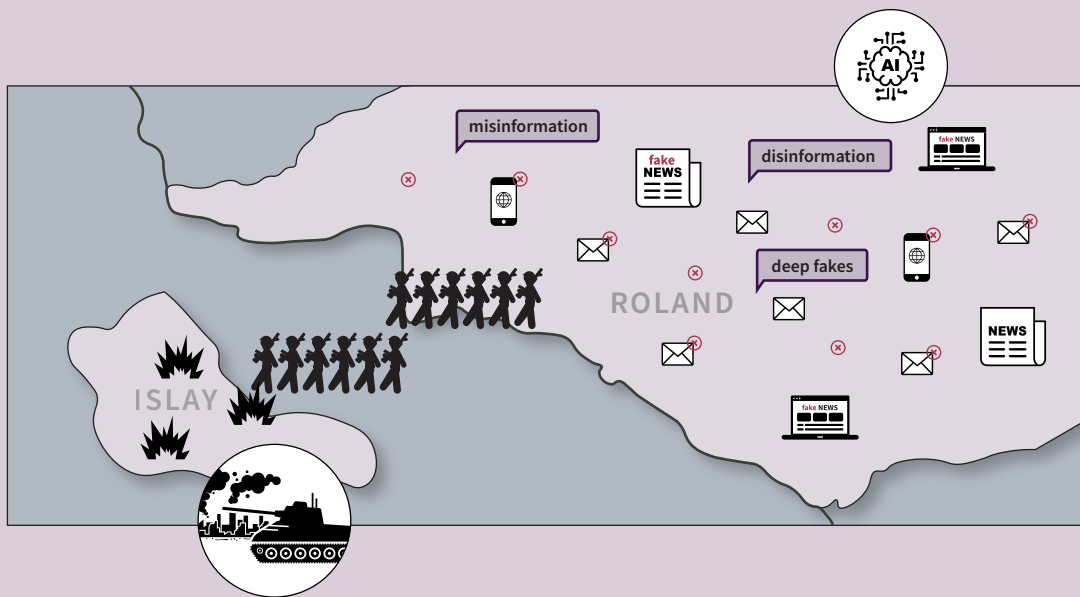 AI
misinformation
fake NEWS
fake
NEWS
disinformation
deep fakes
ROLAND
NEWS
ISLAY
fake NEWS